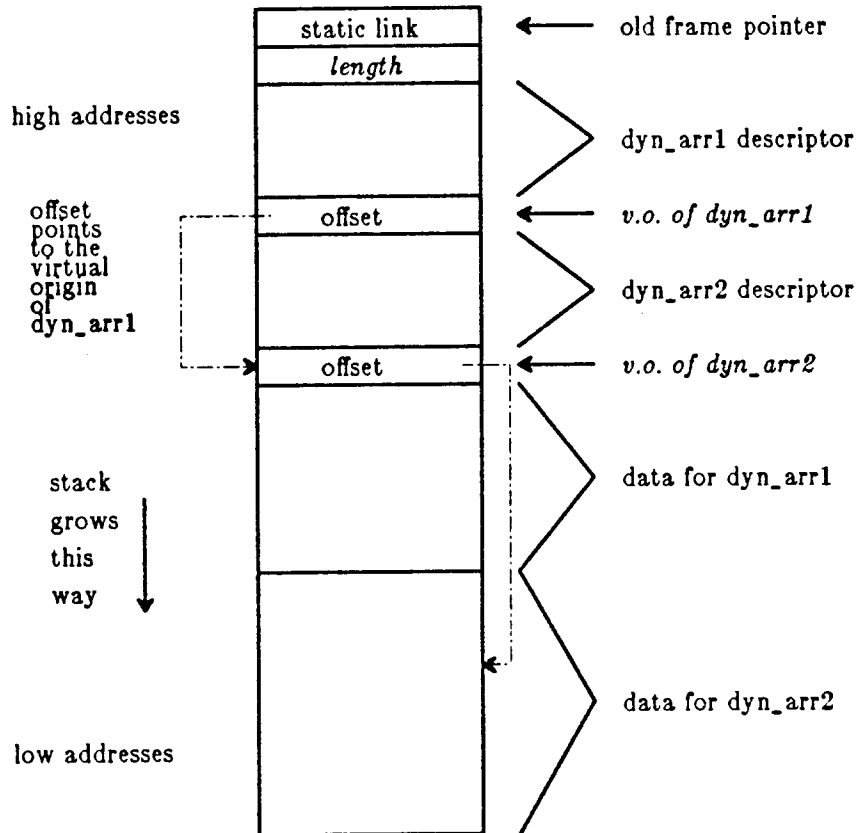 static link
old frame pointer
length
high addresses
dyn_arr1 descriptor
offset
points
to the
virtual
origin
of
dyn_arr1
offset
v.o. of dyn_arr1
dyn_arr2 descriptor
offset
v.o. of dyn_arr2
stack
grows
this
way
data for dyn_arr1
data for dyn_arr2
low addresses